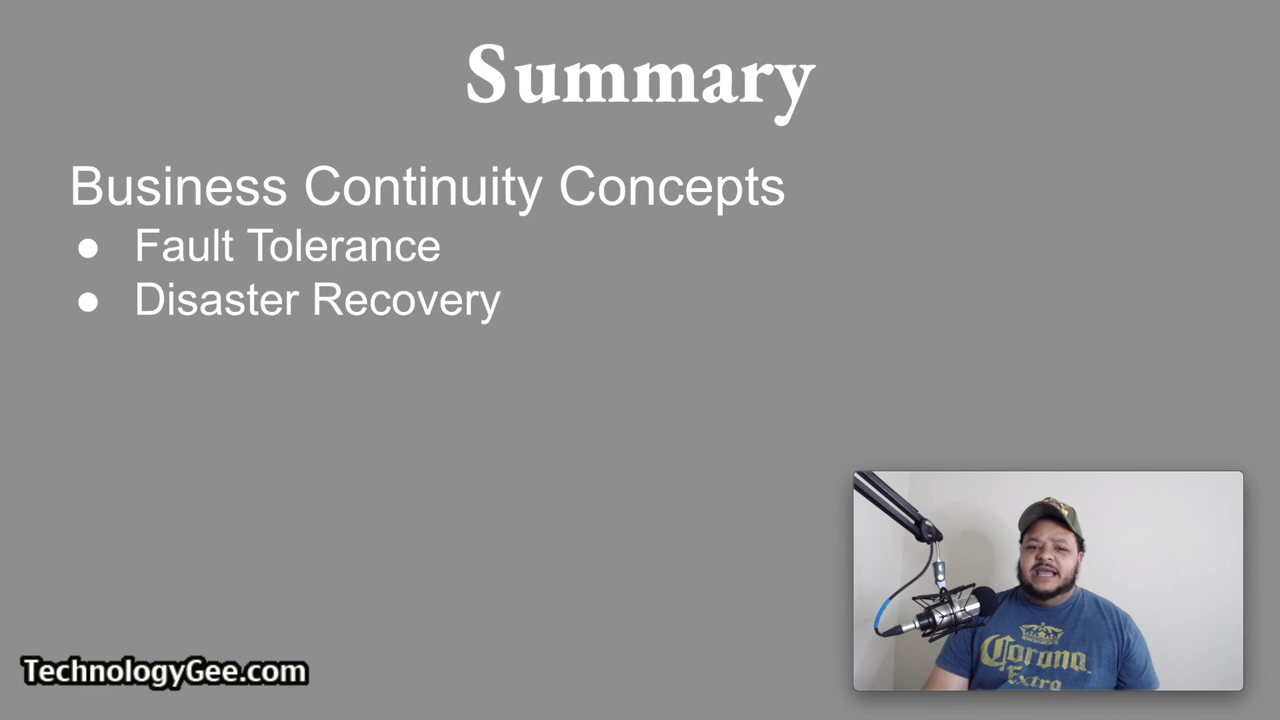 Summary
Business Continuity Concepts
● Fault Tolerance
● Disaster Recovery
Corona
Extra
TechnologyGee.com